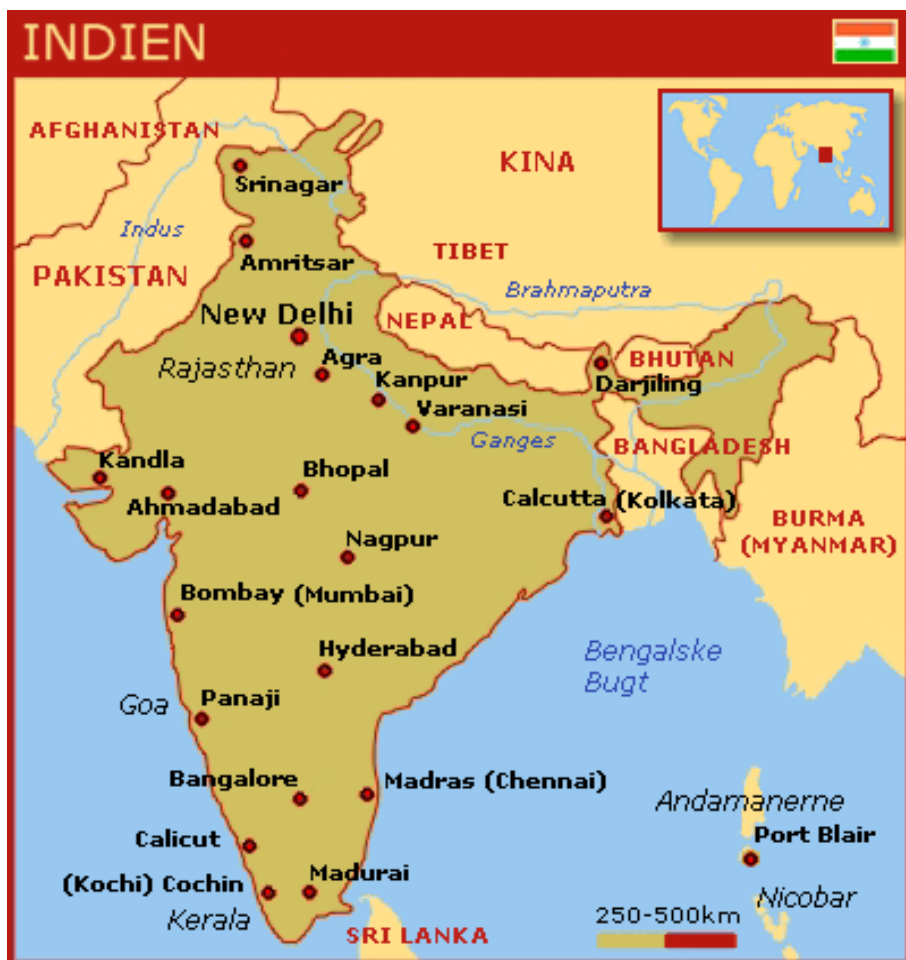 INDIEN
AFGHANISTAN
KINA
Srinagar
Indus
Amritsar
TIBET
PAKISTAN
Brahmaputra
New Delhi
NEPAL
Rajasthan
Agra
BHUTAN
Kanpur
Darjiling
Varanasi
Ganges
BANGLADESH
Kandla
Bhopal
Ahmadabad
Calcutta (Kolkata)
BURMA
(MYANMAR)
Nagpur
Bombay (Mumbai)
Hyderabad
Bengalske
Bugt
Goa
Panaji
Bangalore
Madras (Chennai)
Andamanerne
Calicut
Port Blair
Madurai
(Kochi) Cochin
Nicobar
Kerala
250-500km
SRI LANKA